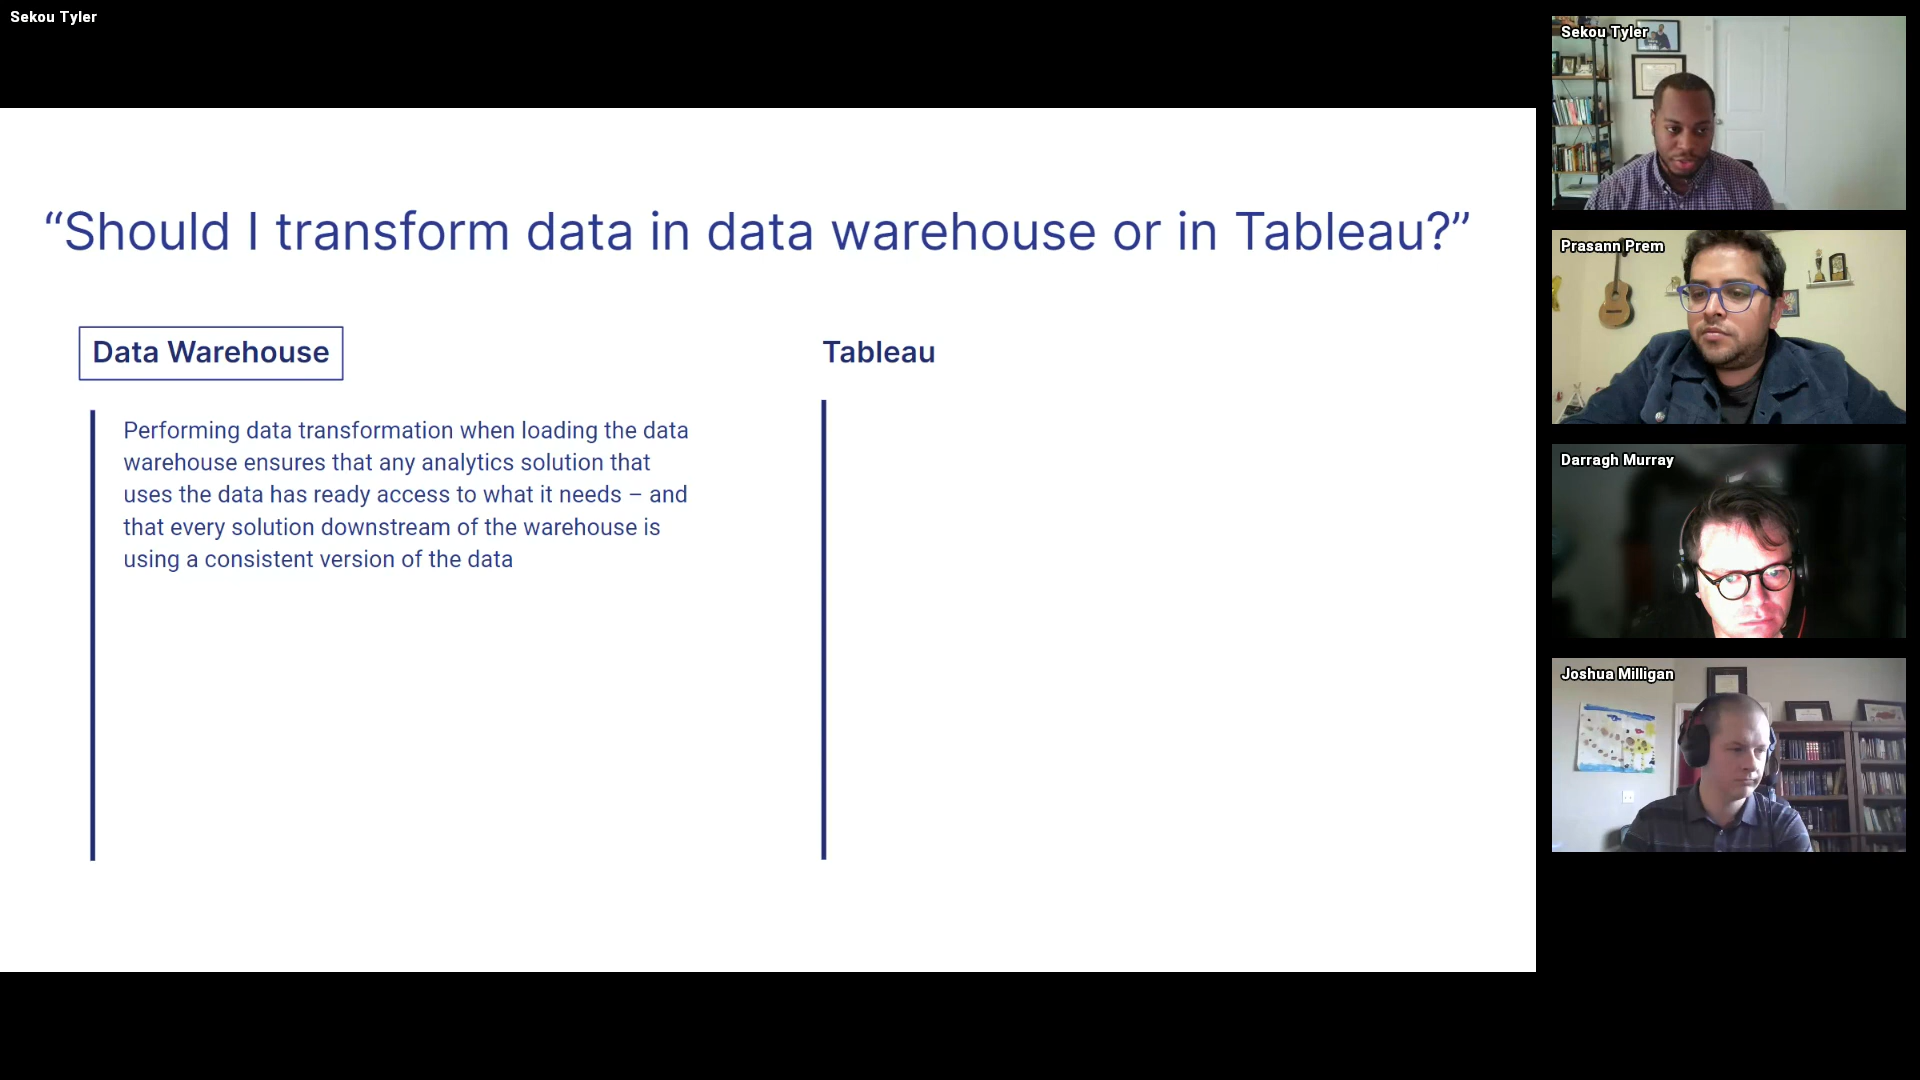 Sekou Tyler
“Should I transform data in data warehouse or in Tableau?”
Data Warehouse
Performing data transformation when loading the data
warehouse ensures that any analytics solution that
uses the data has ready access to what it needs – and
that every solution downstream of the warehouse is
using a consistent version of the data
Tableau
Sekou Tyler
Prasann Prem
Darragh Murray
Joshua Milligan